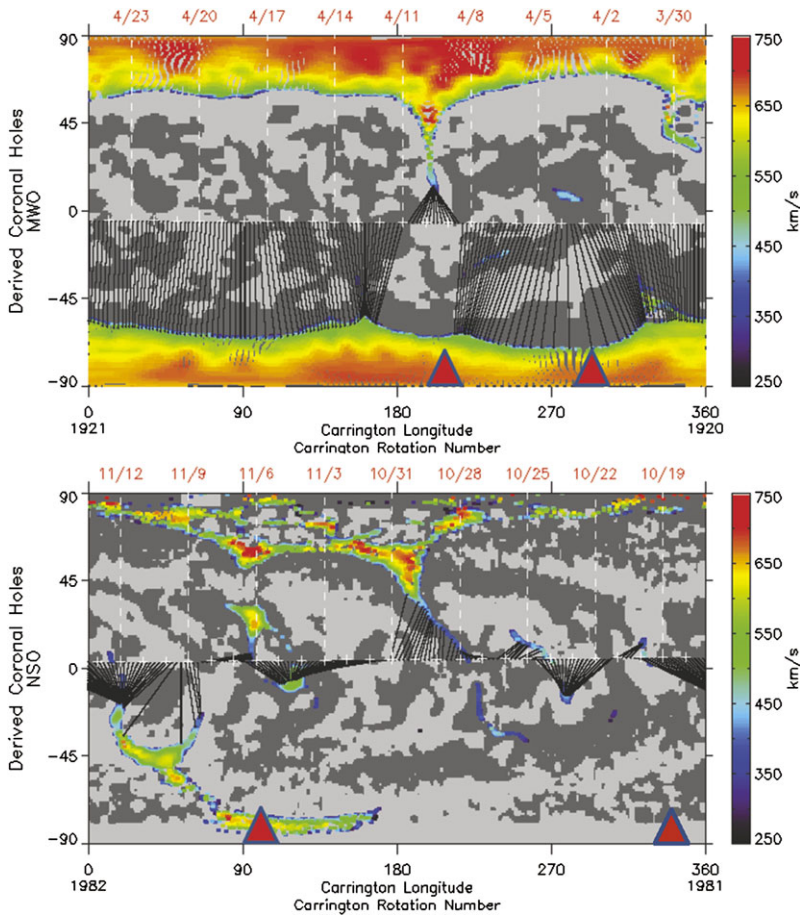 4/23 4/20 4/17 4/14 4/11 4/8 4/5 4/2 3/30
90
45
0
−45
−90
Derived Coronal Holes
MWO
750
650
550
450
350
250
km/s
0 90 180 270 360
1921 Carrington Longitude 1920
Carrington Rotation Number
11/12 11/9 11/6 11/3 10/31 10/28 10/25 10/22 10/19
90
45
0
−45
−90
Derived Coronal Holes
NSO
750
650
550
450
350
250
km/s
0 90 180 270 360
1982 Carrington Longitude 1981
Carrington Rotation Number